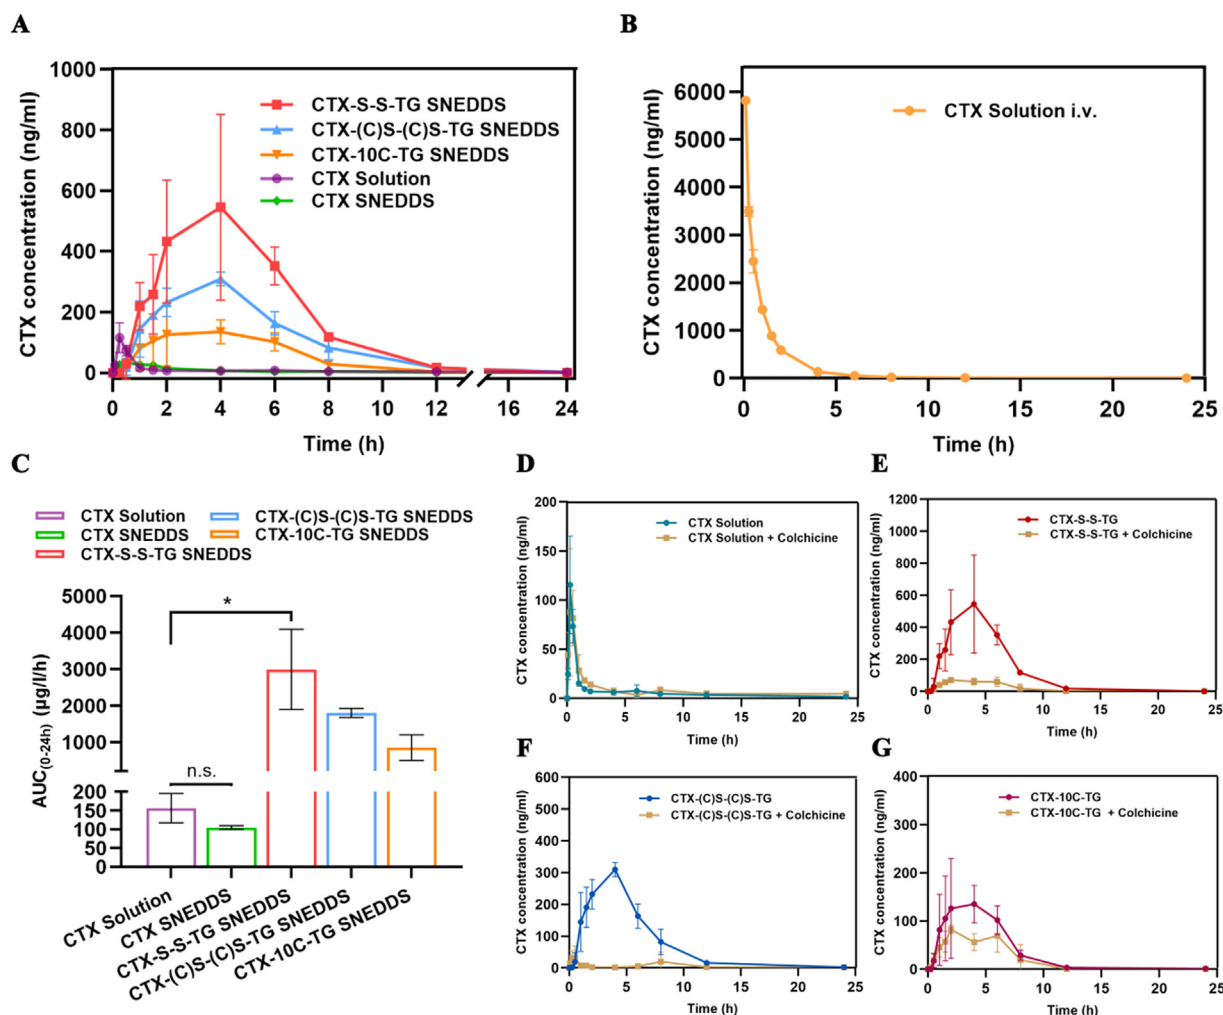 A
CTX concentration (ng/ml)
1000
800
600
400
200
0
0
2
4
6
8
10
12
16
24
Time (h)
CTX-S-S-TG SNEDDS
CTX-(C)S-(C)S-TG SNEDDS
CTX-10C-TG SNEDDS
CTX Solution
CTX SNEDDS
B
CTX concentration (ng/ml)
6000
5000
4000
3000
2000
1000
0
0
5
10
15
20
25
Time (h)
CTX Solution i.v.
C
CTX Solution
CTX SNEDDS
CTX-S-S-TG SNEDDS
CTX-(C)S-(C)S-TG SNEDDS
CTX-10C-TG SNEDDS
AUC(0-24h) (μg/l/h)
5000
4000
3000
2000
1000
200
150
100
50
0
*
n.s.
CTX Solution
CTX SNEDDS
CTX-S-S-TG SNEDDS
CTX-(C)S-(C)S-TG SNEDDS
CTX-10C-TG SNEDDS
D
CTX concentration (ng/ml)
200
150
100
50
0
0
5
10
15
20
25
Time (h)
CTX Solution
CTX Solution + Colchicine
E
CTX concentration (ng/ml)
1200
1000
800
600
400
200
0
0
5
10
15
20
25
Time (h)
CTX-S-S-TG
CTX-S-S-TG + Colchicine
F
CTX concentration (ng/ml)
600
500
400
300
200
100
0
0
5
10
15
20
25
Time (h)
CTX-(C)S-(C)S-TG
CTX-(C)S-(C)S-TG + Colchicine
G
CTX concentration (ng/ml)
400
300
200
100
0
0
5
10
15
20
25
Time (h)
CTX-10C-TG
CTX-10C-TG + Colchicine